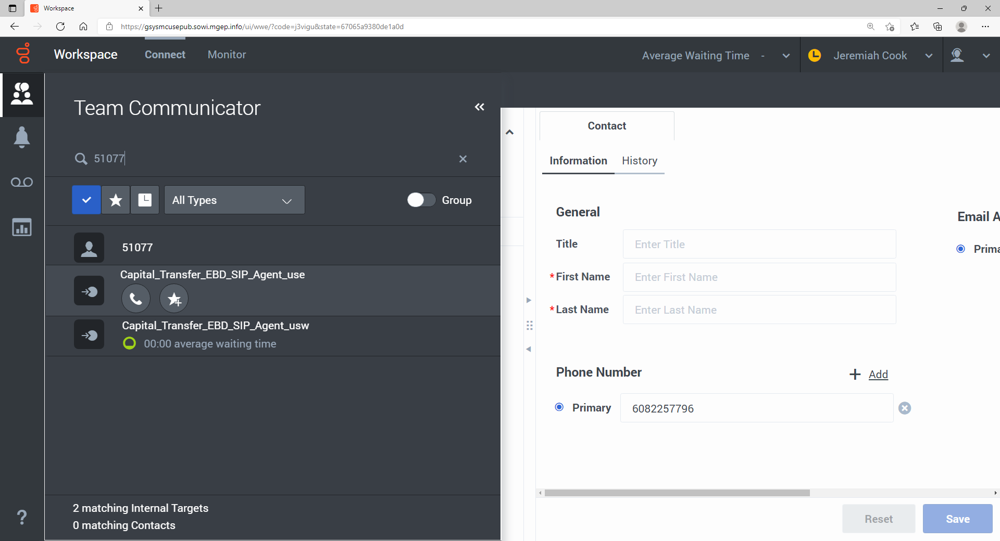 Workspace
https://gsysmcusepub.sowi.mgep.info/ui/wwe/?code=j3vigu&state=67065a9380de1a0d
Workspace
Connect
Monitor
Average Waiting Time -
Jeremiah Cook
Team Communicator
51077
All Types
Group
51077
Capital_Transfer_EBD_SIP_Agent_use
Capital_Transfer_EBD_SIP_Agent_usw
00:00 average waiting time
2 matching Internal Targets
0 matching Contacts
?
Contact
Information
History
General
Title
Enter Title
*First Name
Enter First Name
*Last Name
Enter Last Name
Email A
Prima
Phone Number
+ Add
Primary
6082257796
Reset
Save